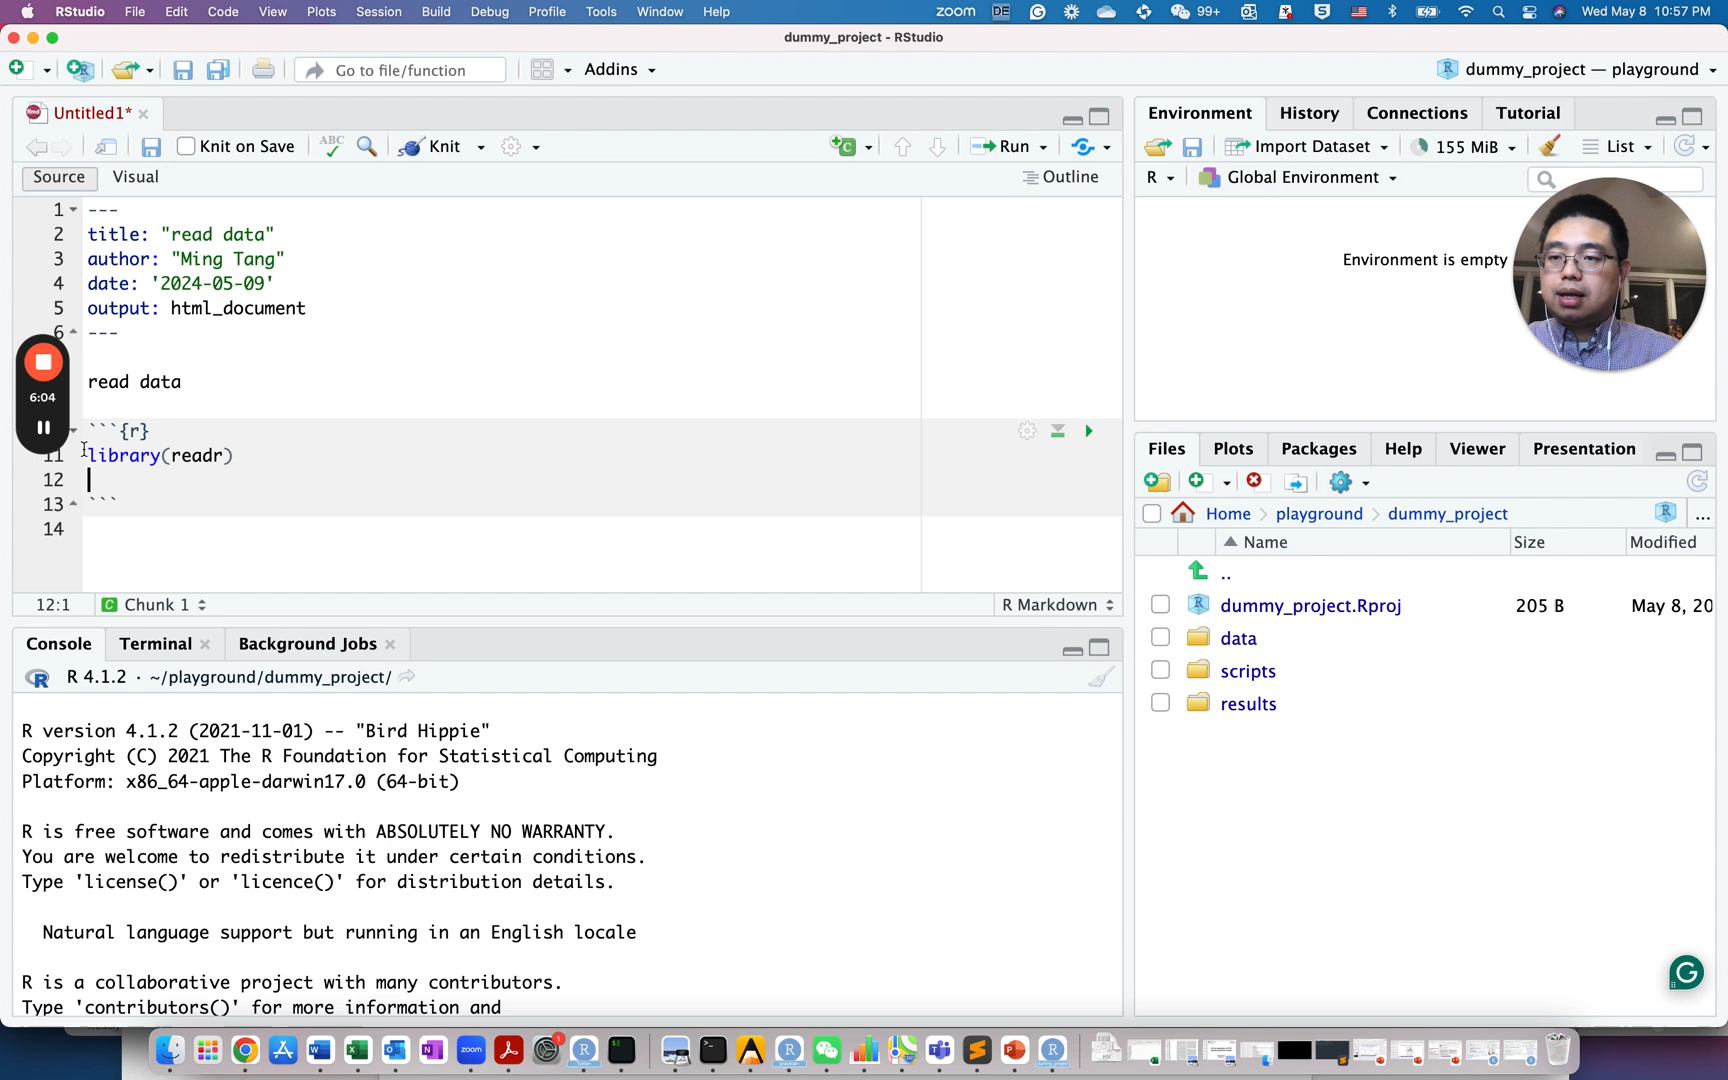 RStudio File Edit Code View Plots Session Build Debug Profile Tools Window Help zoom DE 99+ Wed May 8 10:57 PM
dummy_project - RStudio
Go to file/function Addins dummy_project — playground
Untitled1*
Knit on Save ABC Knit Run
Source Visual Outline
1 ---
2 title: "read data"
3 author: "Ming Tang"
4 date: '2024-05-09'
5 output: html_document
6 ---
read data
```{r}
11 library(readr)
12
13 ```
14
6:04
12:1 Chunk 1 R Markdown
Console Terminal Background Jobs
R 4.1.2 · ~/playground/dummy_project/
R version 4.1.2 (2021-11-01) -- "Bird Hippie"
Copyright (C) 2021 The R Foundation for Statistical Computing
Platform: x86_64-apple-darwin17.0 (64-bit)
R is free software and comes with ABSOLUTELY NO WARRANTY.
You are welcome to redistribute it under certain conditions.
Type 'license()' or 'licence()' for distribution details.
Natural language support but running in an English locale
R is a collaborative project with many contributors.
Type 'contributors()' for more information and
Environment History Connections Tutorial
Import Dataset 155 MiB List
R Global Environment
Environment is empty
Files Plots Packages Help Viewer Presentation
Home playground dummy_project ...
Name Size Modified
..
dummy_project.Rproj 205 B May 8, 20
data
scripts
results
zoom